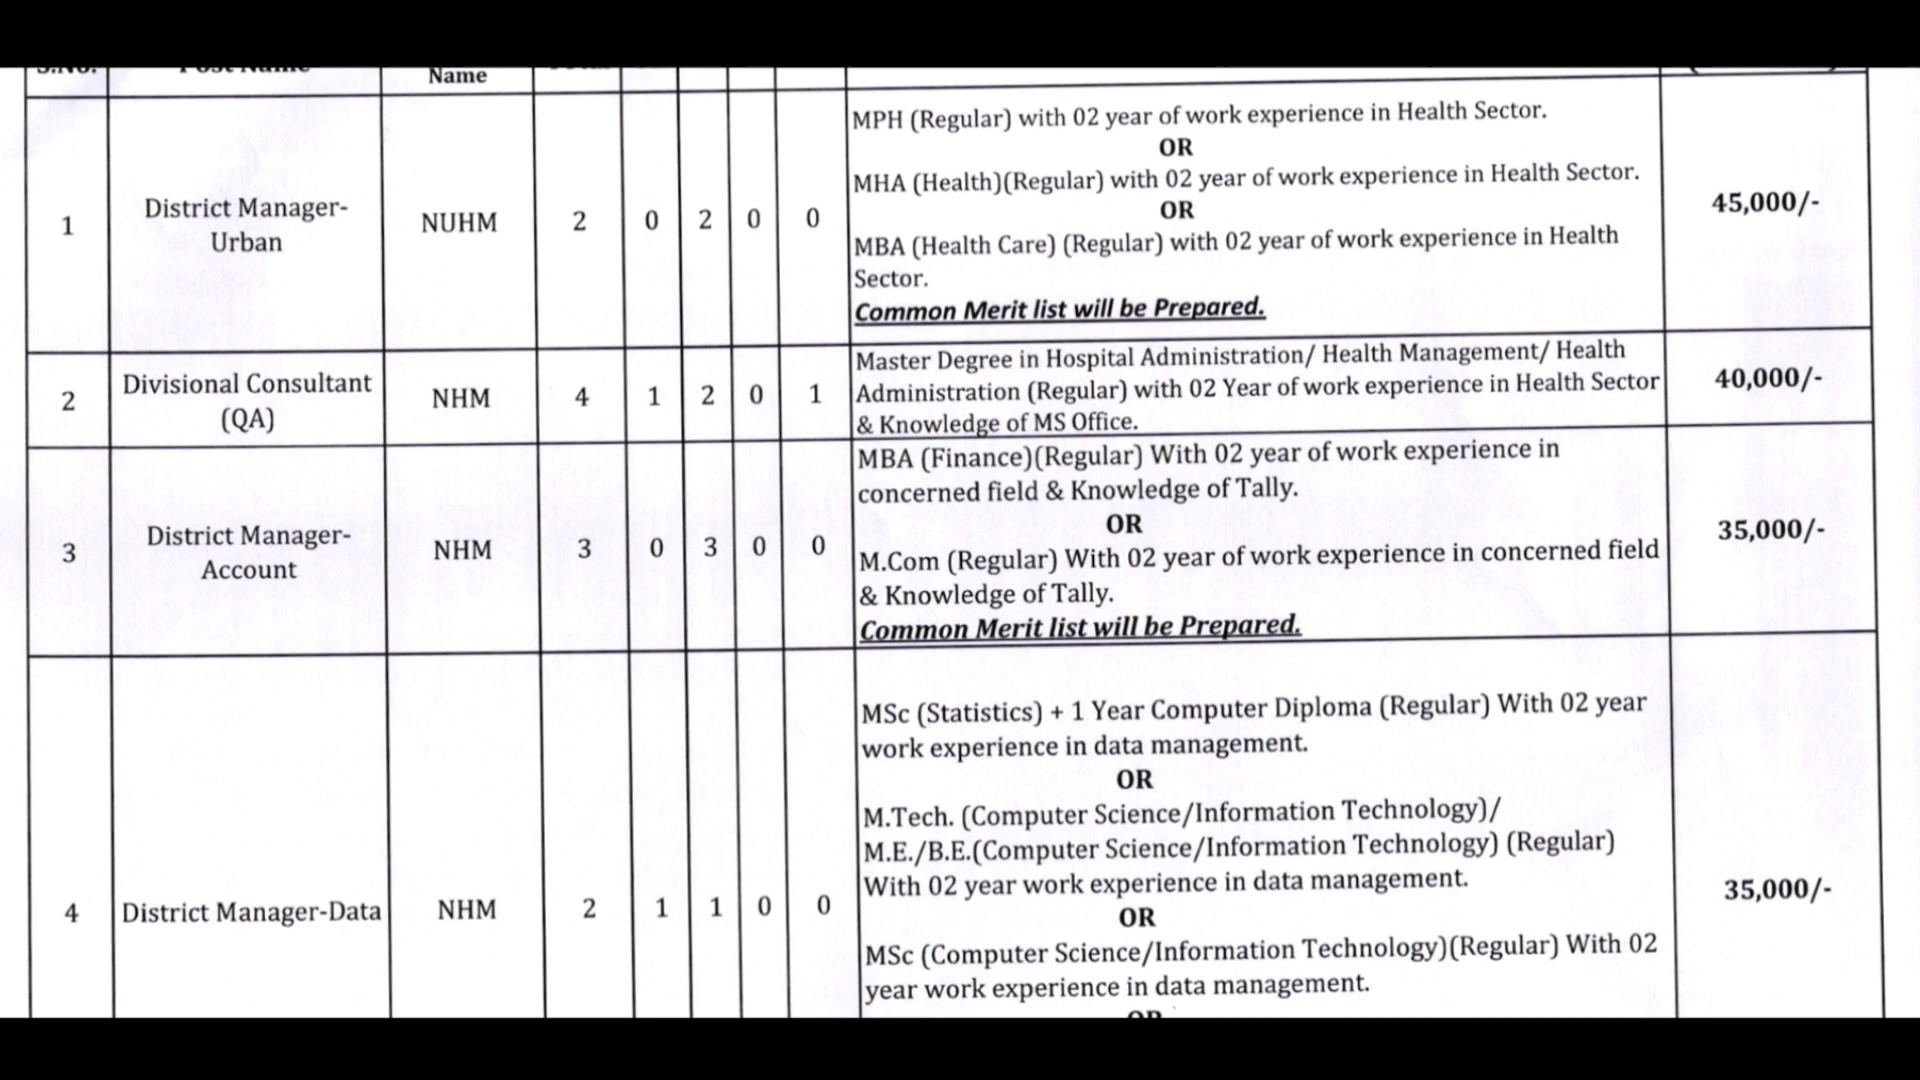 S.No.
Post Name
Name
1
District Manager-
Urban
NUHM
2
0
2
0
0
MPH (Regular) with 02 year of work experience in Health Sector.
OR
MHA (Health)(Regular) with 02 year of work experience in Health Sector.
OR
MBA (Health Care) (Regular) with 02 year of work experience in Health
Sector.
Common Merit list will be Prepared.
45,000/-
2
Divisional Consultant
(QA)
NHM
4
1
2
0
1
Master Degree in Hospital Administration/ Health Management/ Health
Administration (Regular) with 02 Year of work experience in Health Sector
& Knowledge of MS Office.
40,000/-
3
District Manager-
Account
NHM
3
0
3
0
0
MBA (Finance)(Regular) With 02 year of work experience in
concerned field & Knowledge of Tally.
OR
M.Com (Regular) With 02 year of work experience in concerned field
& Knowledge of Tally.
Common Merit list will be Prepared.
35,000/-
4
District Manager-Data
NHM
2
1
1
0
0
MSc (Statistics) + 1 Year Computer Diploma (Regular) With 02 year
work experience in data management.
OR
M.Tech. (Computer Science/Information Technology)/
M.E./B.E.(Computer Science/Information Technology) (Regular)
With 02 year work experience in data management.
OR
MSc (Computer Science/Information Technology)(Regular) With 02
year work experience in data management.
OR
35,000/-